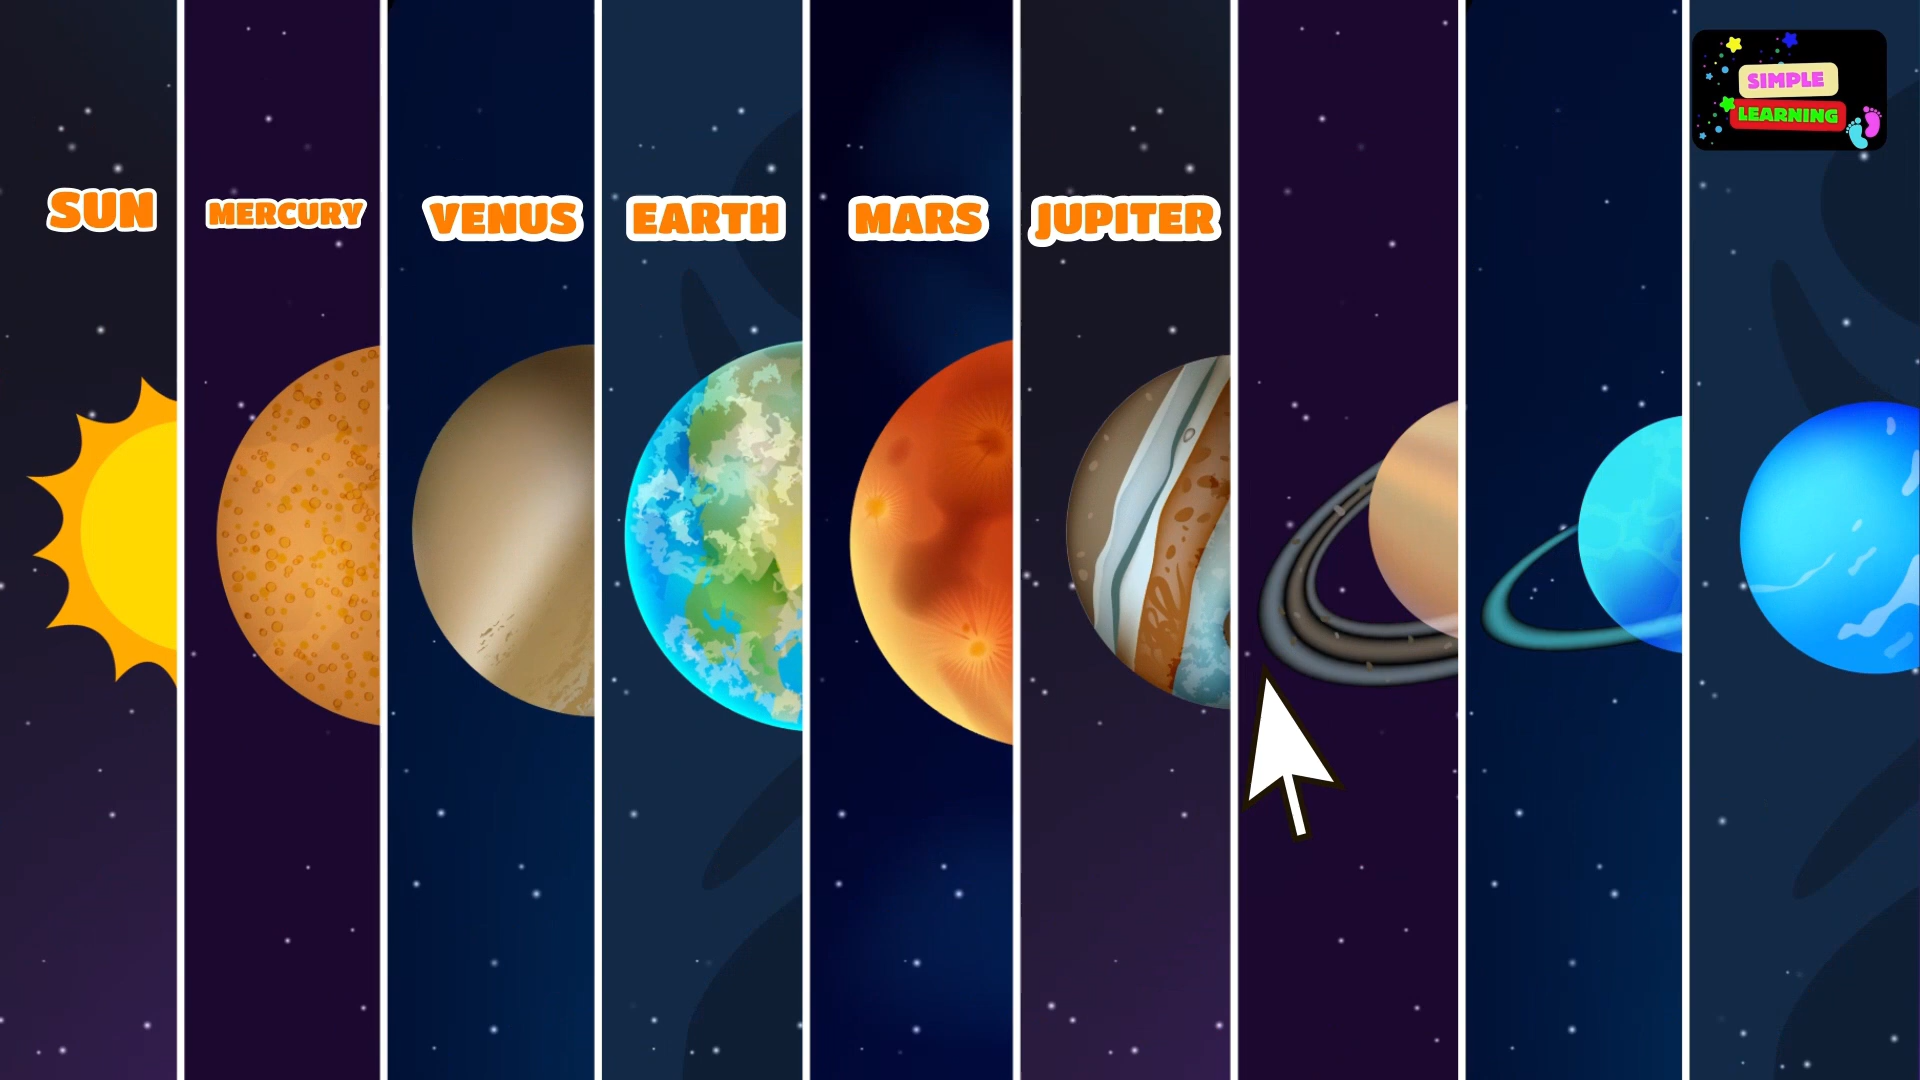 SUN
MERCURY
VENUS
EARTH
MARS
JUPITER
SIMPLE
LEARNING